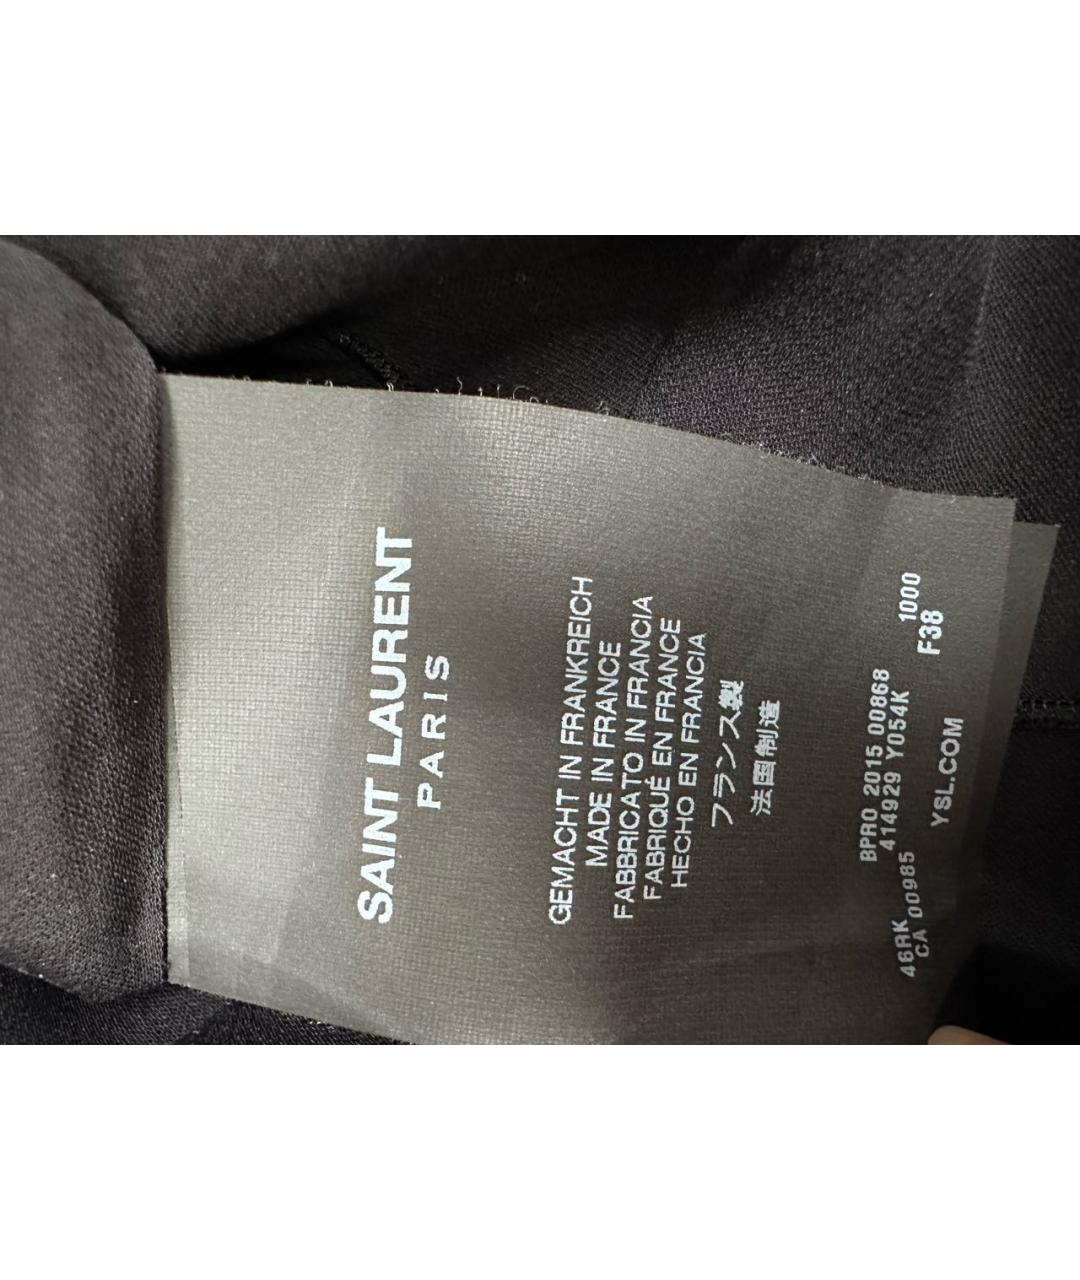 SAINT LAURENT
PARIS
GEMACHT IN FRANKREICH
MADE IN FRANCE
FABBRICATO IN FRANCIA
FABRIQUÉ EN FRANCE
HECHO EN FRANCIA
フランス製
法国制造
BPRO 2015 00868
414929 Y054K
46RK 1000
CA 00985 F38
YSL.COM